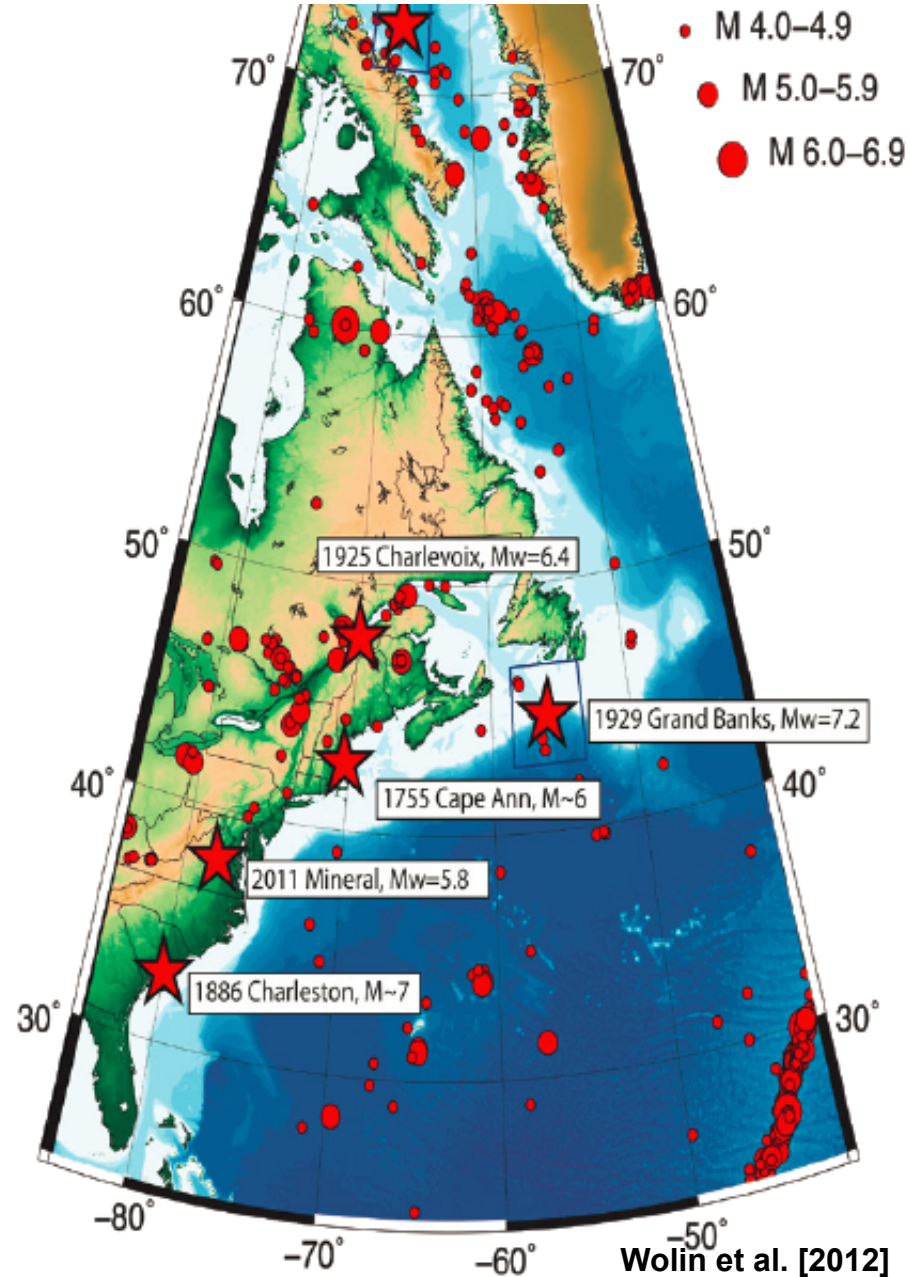 M 4.0–4.9
70° 70°
M 5.0–5.9
M 6.0–6.9
60° 60°
50° 50°
1925 Charlevoix, Mw=6.4
1929 Grand Banks, Mw=7.2
40° 40°
1755 Cape Ann, M~6
2011 Mineral, Mw=5.8
1886 Charleston, M~7
30° 30°
–80° –50°
–70° –60°
Wolin et al. [2012]